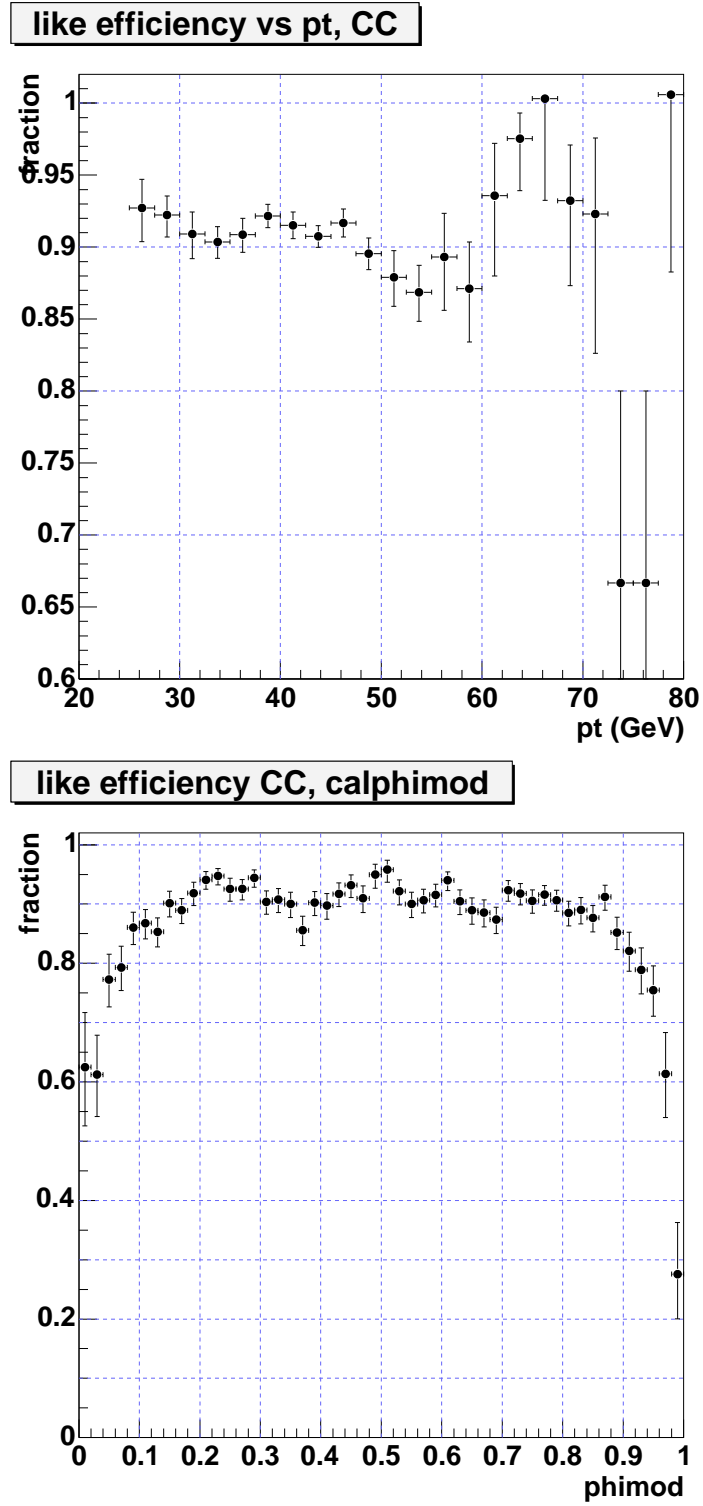 like efficiency vs pt, CC
fraction
1
0.95
0.9
0.85
0.8
0.75
0.7
0.65
0.6
20 30 40 50 60 70 80
pt (GeV)
like efficiency CC, calphimod
fraction
1
0.8
0.6
0.4
0.2
0
0 0.1 0.2 0.3 0.4 0.5 0.6 0.7 0.8 0.9 1
phimod